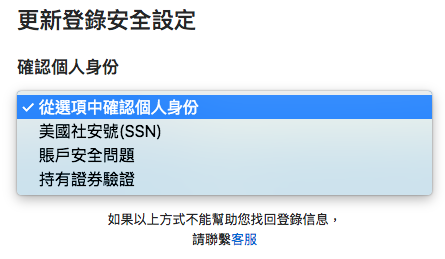 更新登錄安全設定
確認個人身份
✓ 從選項中確認個人身份
美國社安號(SSN)
賬戶安全問題
持有證券驗證
如果以上方式不能幫助您找回登錄信息，
請聯繫客服